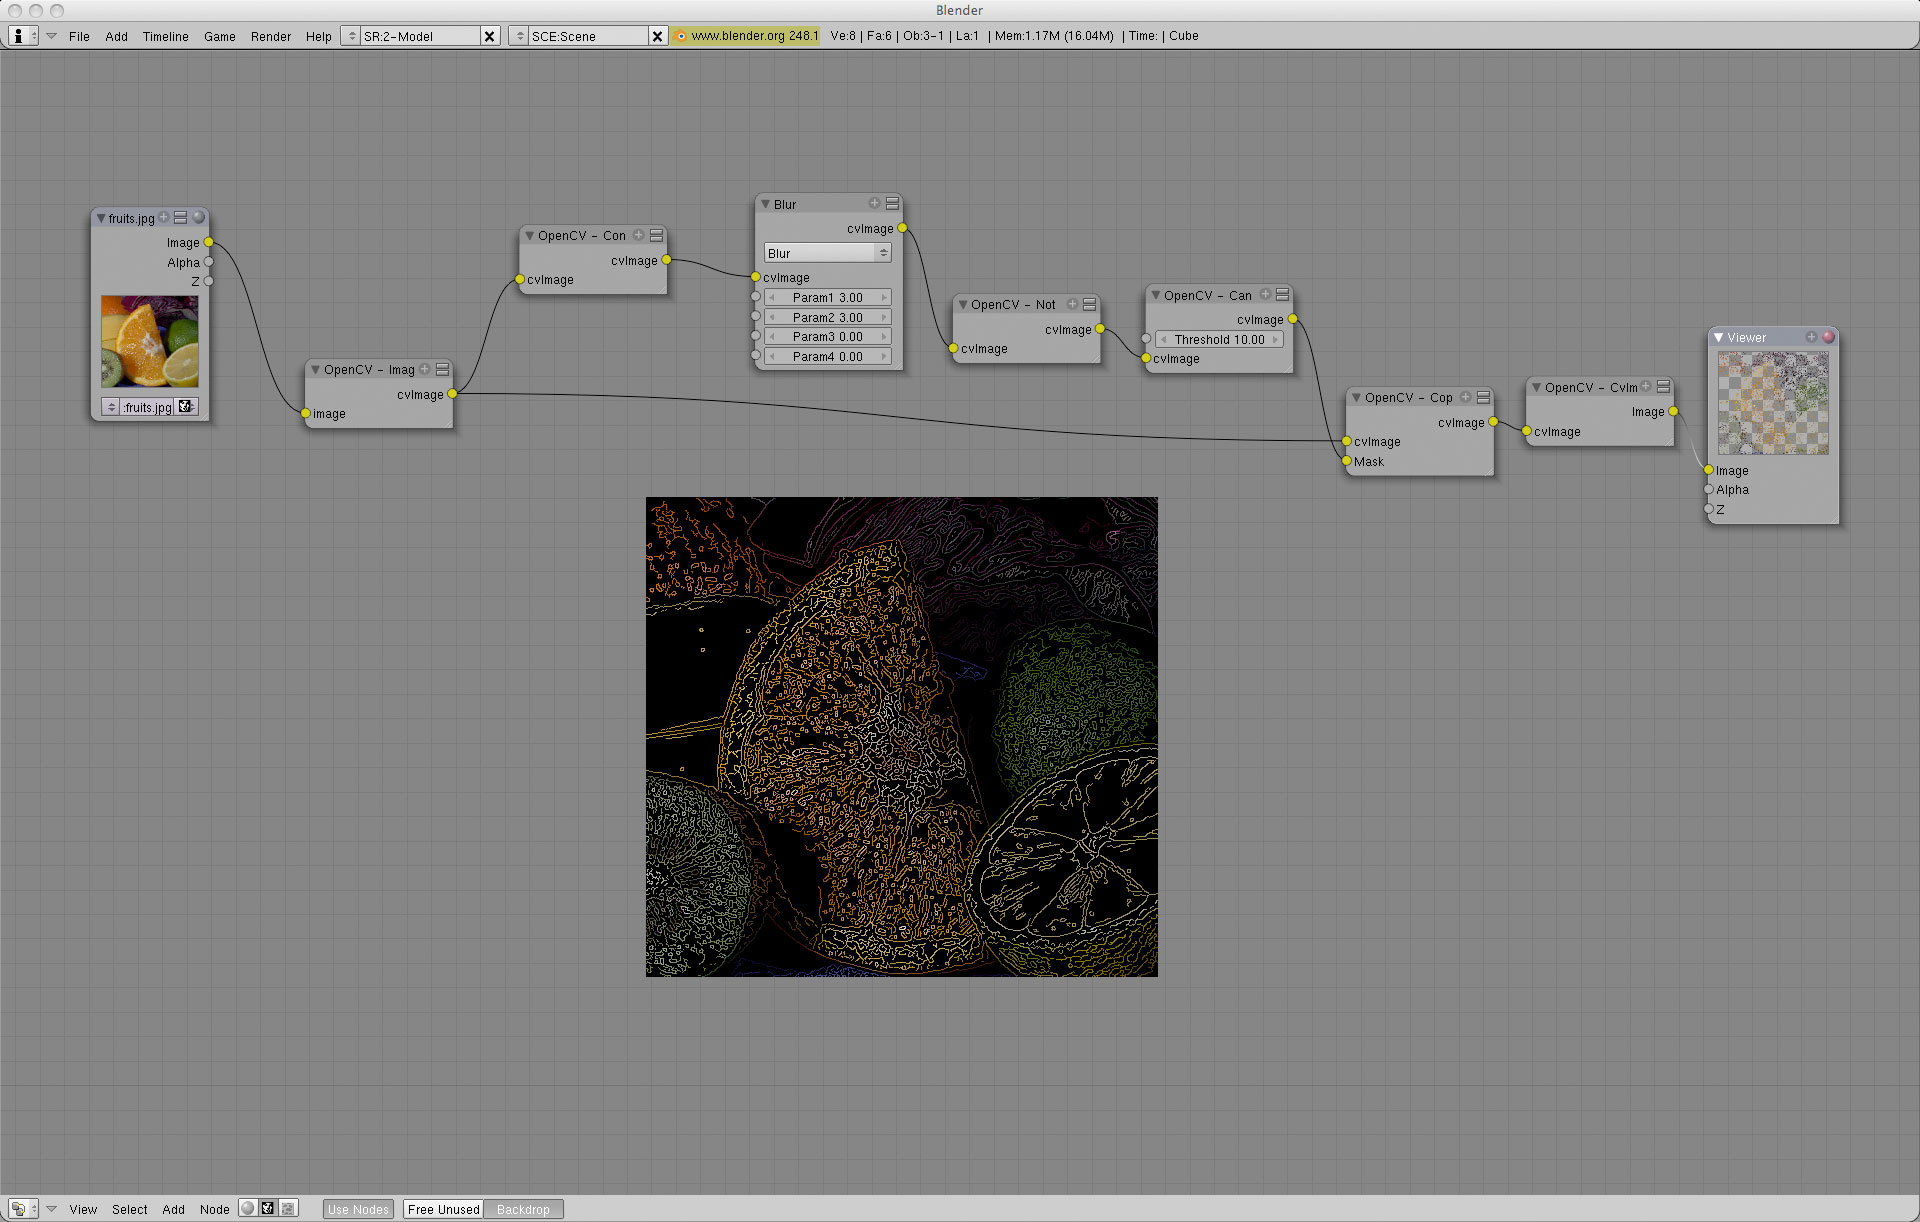 Blender
File Add Timeline Game Render Help SR:2-Model SCE:Scene www.blender.org 248.1 Ve:8 | Fa:6 | Ob:3-1 | La:1 | Mem:1.17M (16.04M) | Time: | Cube
fruits.jpg
Image
Alpha
Z
:fruits.jpg
OpenCV - Imag
cvImage
image
OpenCV - Con
cvImage
cvImage
Blur
cvImage
Blur
cvImage
Param1 3.00
Param2 3.00
Param3 0.00
Param4 0.00
OpenCV - Not
cvImage
cvImage
OpenCV - Can
cvImage
Threshold 10.00
cvImage
OpenCV - Cop
cvImage
cvImage
Mask
OpenCV - CvIm
Image
cvImage
Viewer
Image
Alpha
Z
View Select Add Node Use Nodes Free Unused Backdrop